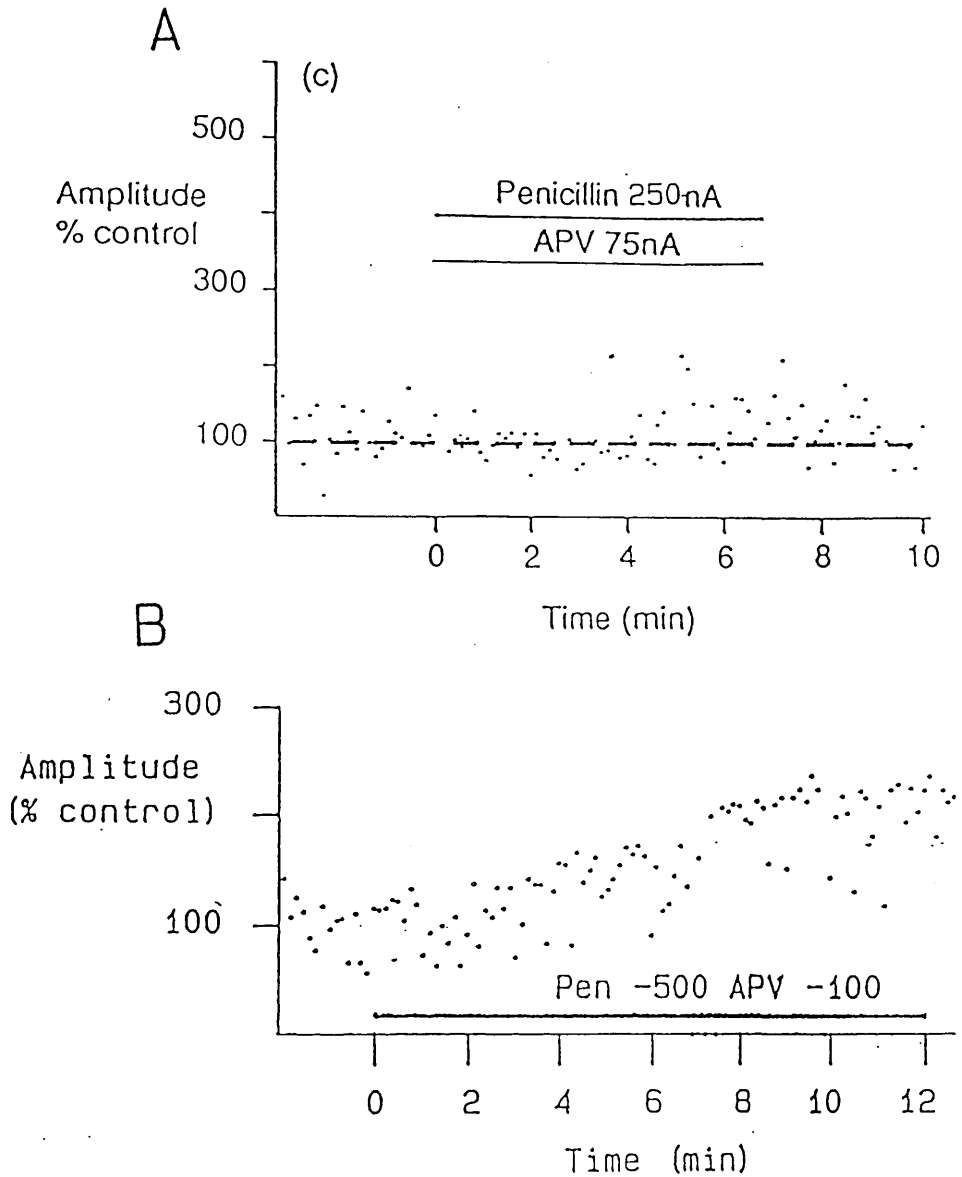 A
(c)
500
Amplitude
% control
Penicillin 250nA
APV 75nA
300
100
0 2 4 6 8 10
Time (min)
B
300
Amplitude
(% control)
100
Pen -500 APV -100
0 2 4 6 8 10 12
Time (min)